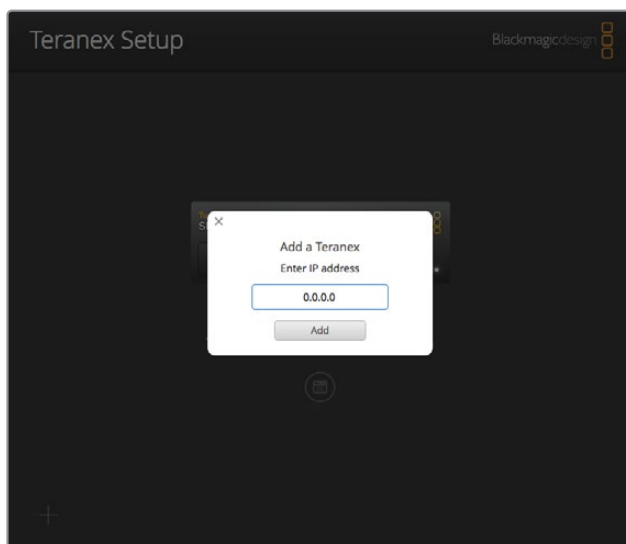 Teranex Setup
Blackmagicdesign
Add a Teranex
Enter IP address
0.0.0.0
Add